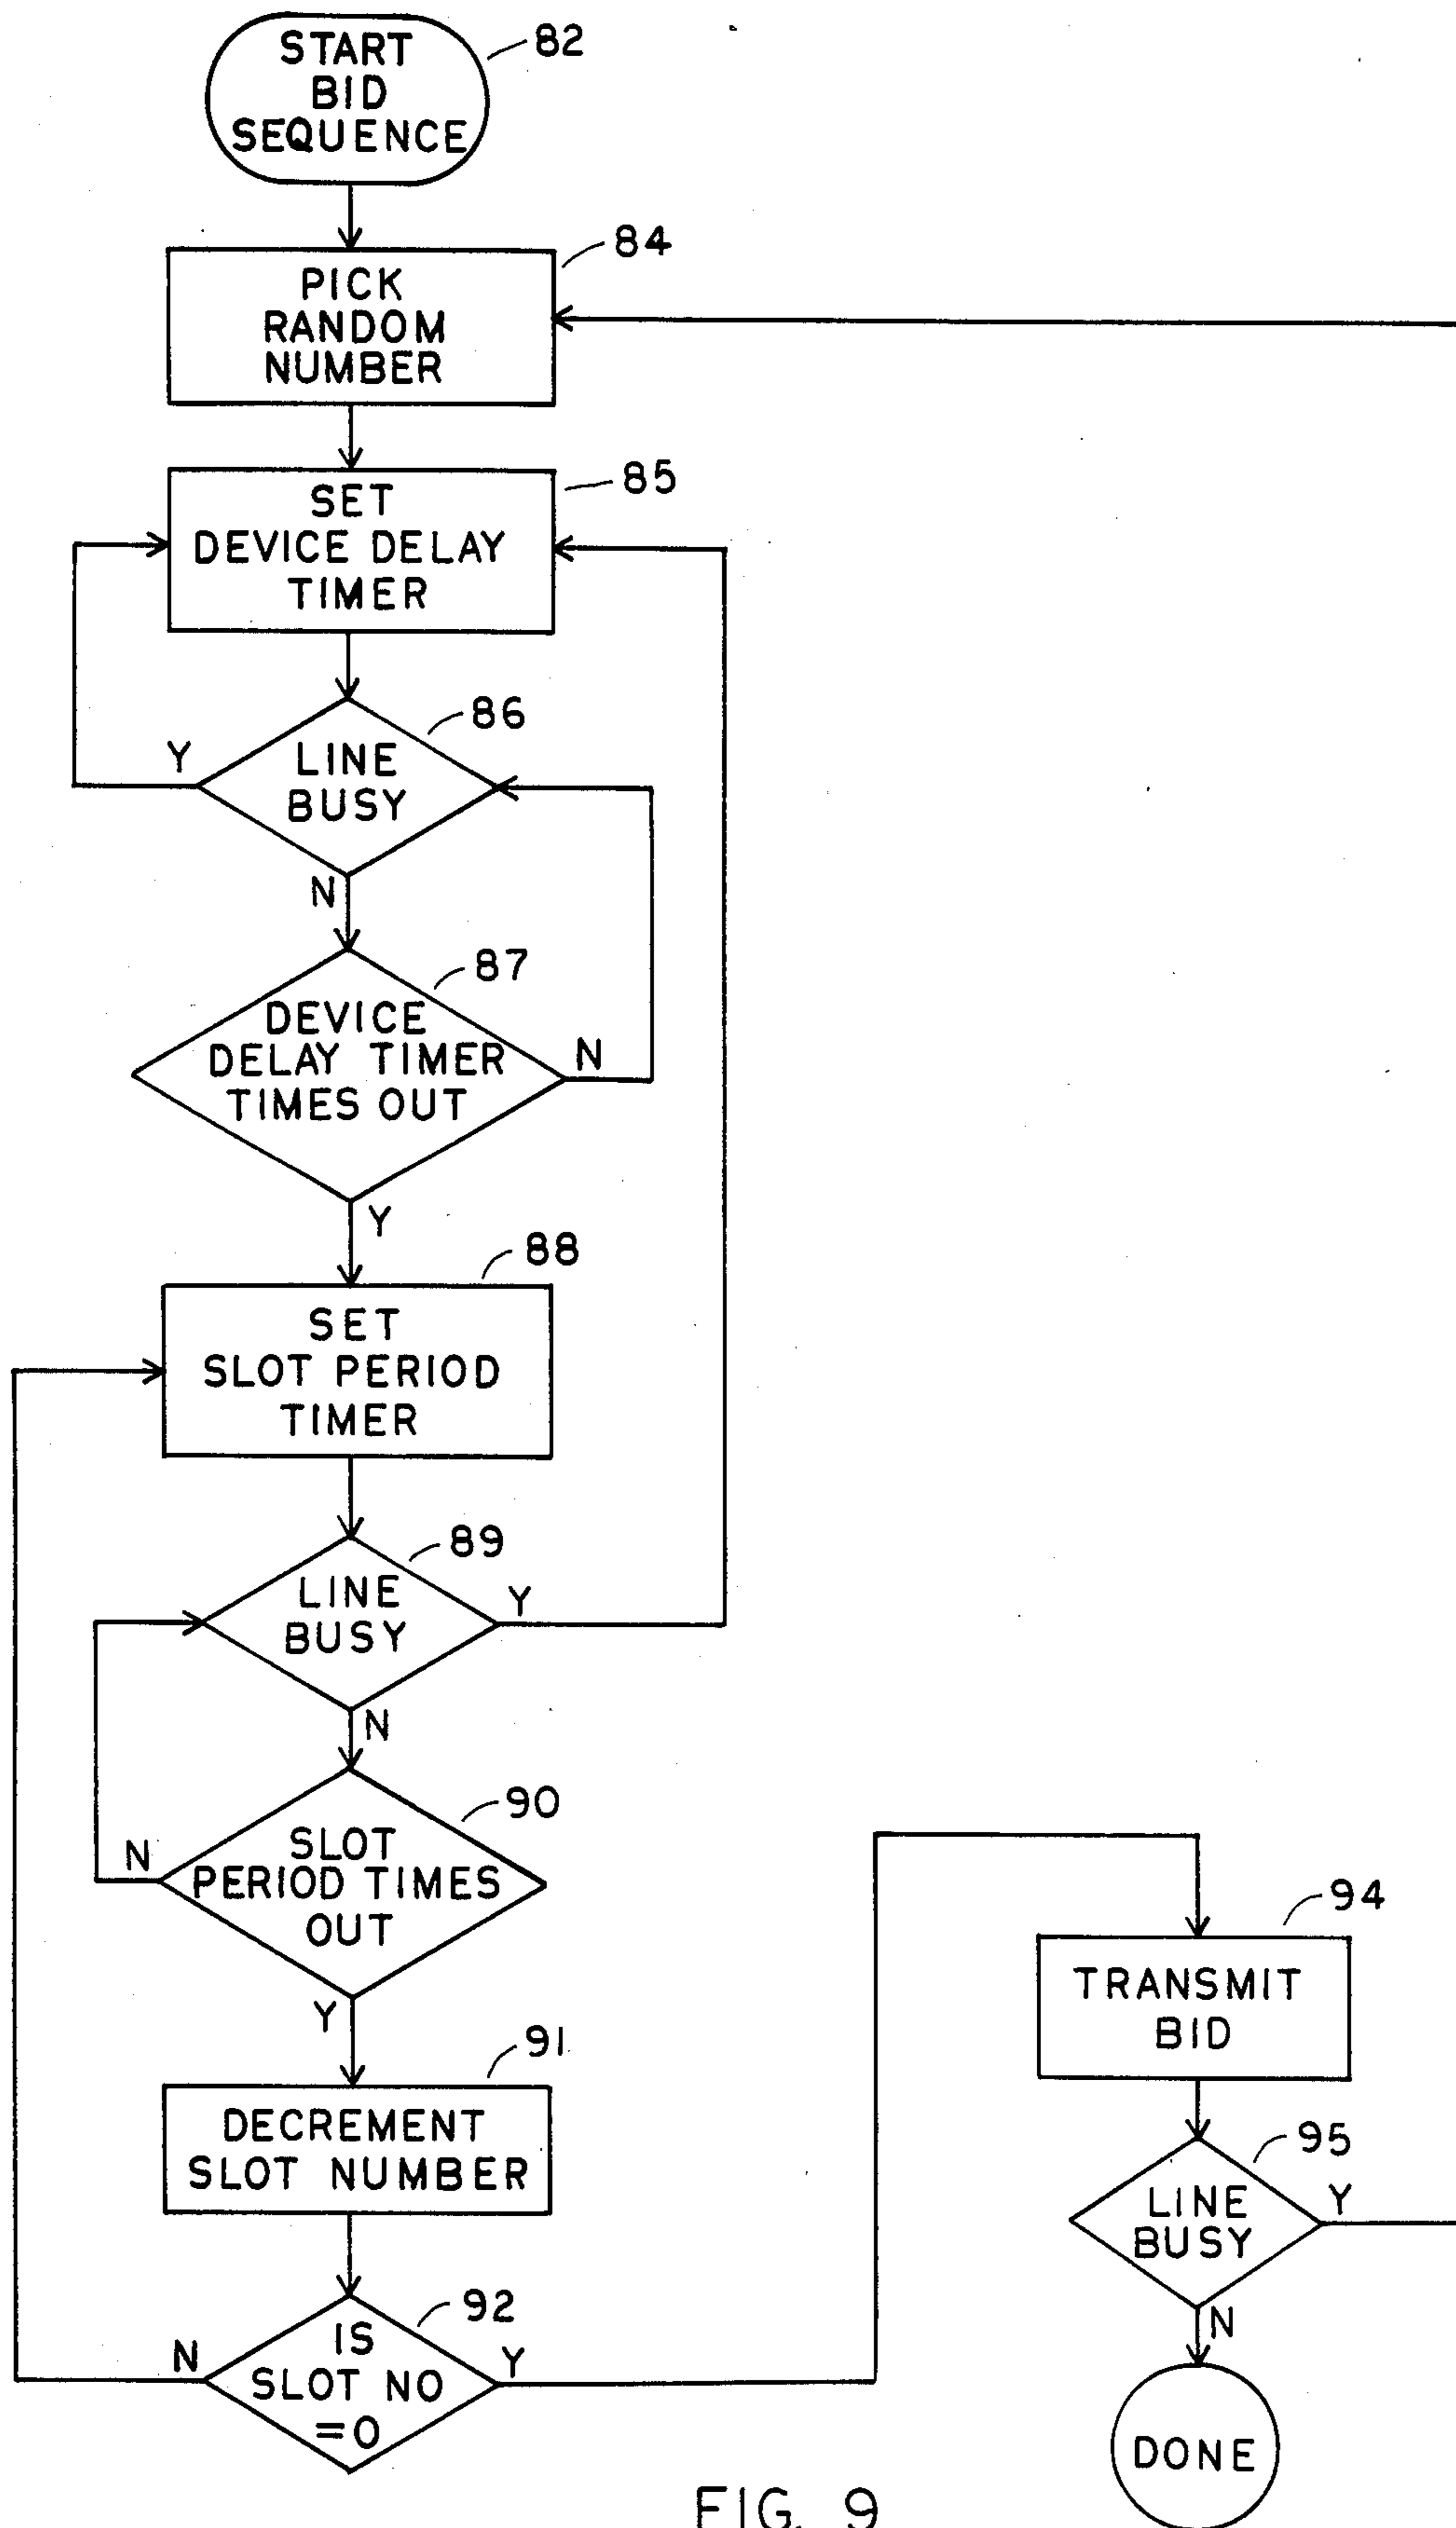 START
BID
SEQUENCE
82
PICK
RANDOM
NUMBER
84
SET
DEVICE DELAY
TIMER
85
LINE
BUSY
86
Y
N
DEVICE
DELAY TIMER
TIMES OUT
87
N
Y
SET
SLOT PERIOD
TIMER
88
LINE
BUSY
89
Y
N
SLOT
PERIOD TIMES
OUT
90
N
Y
DECREMENT
SLOT NUMBER
91
IS
SLOT NO
=0
92
N
Y
TRANSMIT
BID
94
LINE
BUSY
95
Y
N
DONE
FIG. 9